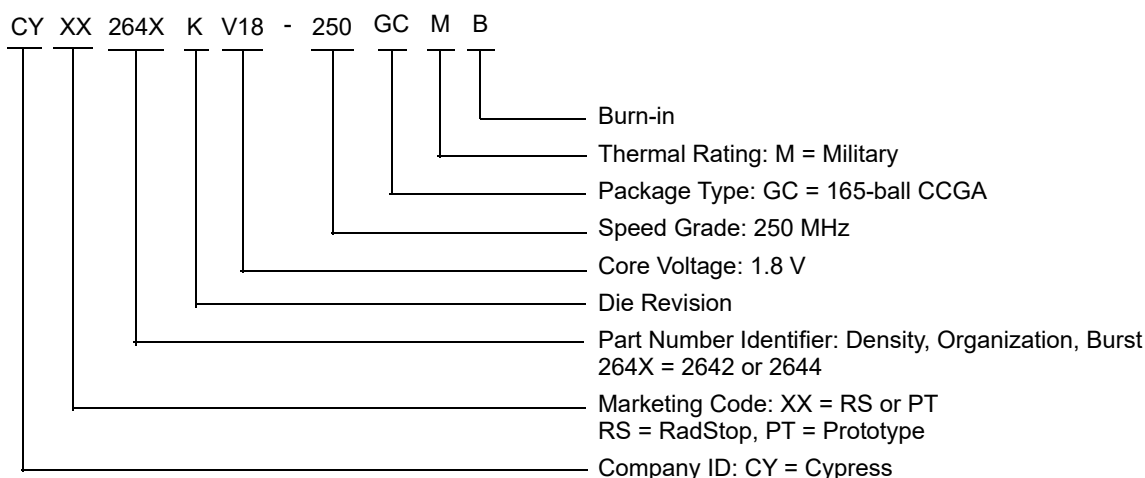 CY XX 264X K V18 - 250 GC M B
Burn-in
Thermal Rating: M = Military
Package Type: GC = 165-ball CCGA
Speed Grade: 250 MHz
Core Voltage: 1.8 V
Die Revision
Part Number Identifier: Density, Organization, Burst
264X = 2642 or 2644
Marketing Code: XX = RS or PT
RS = RadStop, PT = Prototype
Company ID: CY = Cypress